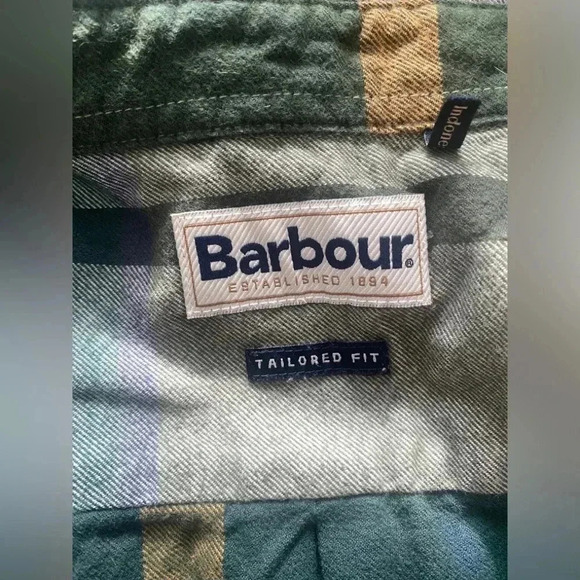 Indone
Barbour®
ESTABLISHED 1894
TAILORED FIT